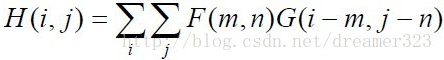 H(i, j) = ∑_i ∑_j F(m, n)G(i − m, j − n)
http://blog.csdn.net/dreamer323